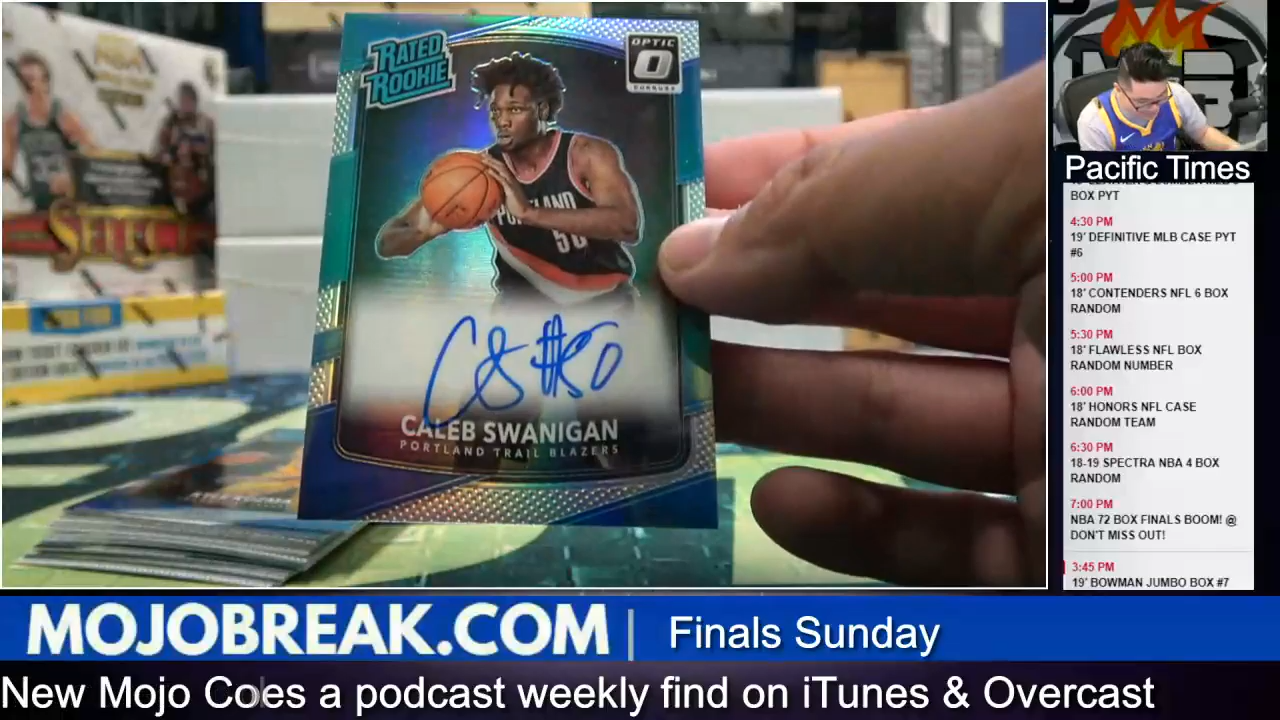 RATED
ROOKIE
OPTIC
PORTLAND
50
SELECT
C S #50
CALEB SWANIGAN
PORTLAND TRAIL BLAZERS
Pacific Times
BOX PYT
4:30 PM
19' DEFINITIVE MLB CASE PYT
#6
5:00 PM
18' CONTENDERS NFL 6 BOX
RANDOM
5:30 PM
18' FLAWLESS NFL BOX
RANDOM NUMBER
6:00 PM
18' HONORS NFL CASE
RANDOM TEAM
6:30 PM
18-19 SPECTRA NBA 4 BOX
RANDOM
7:00 PM
NBA 72 BOX FINALS BOOM! @
DON'T MISS OUT!
3:45 PM
19' BOWMAN JUMBO BOX #7
MOJOBREAK.COM | Finals Sunday
New Mojo Coes a podcast weekly find on iTunes & Overcast